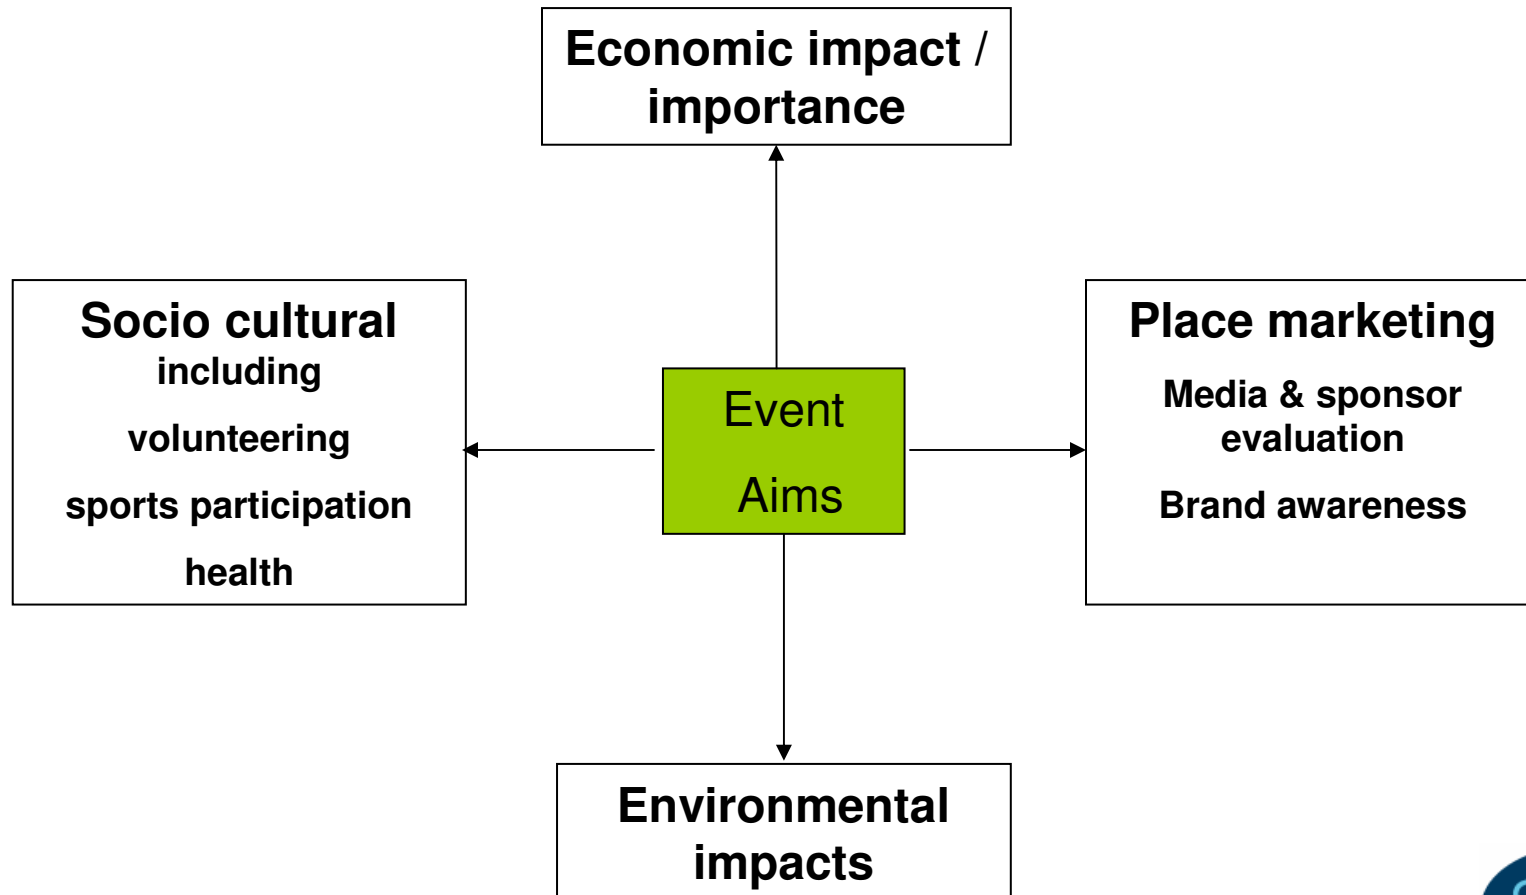 Economic impact /
importance
Socio cultural
including
volunteering
sports participation
health
Event
Aims
Place marketing
Media & sponsor
evaluation
Brand awareness
Environmental
impacts